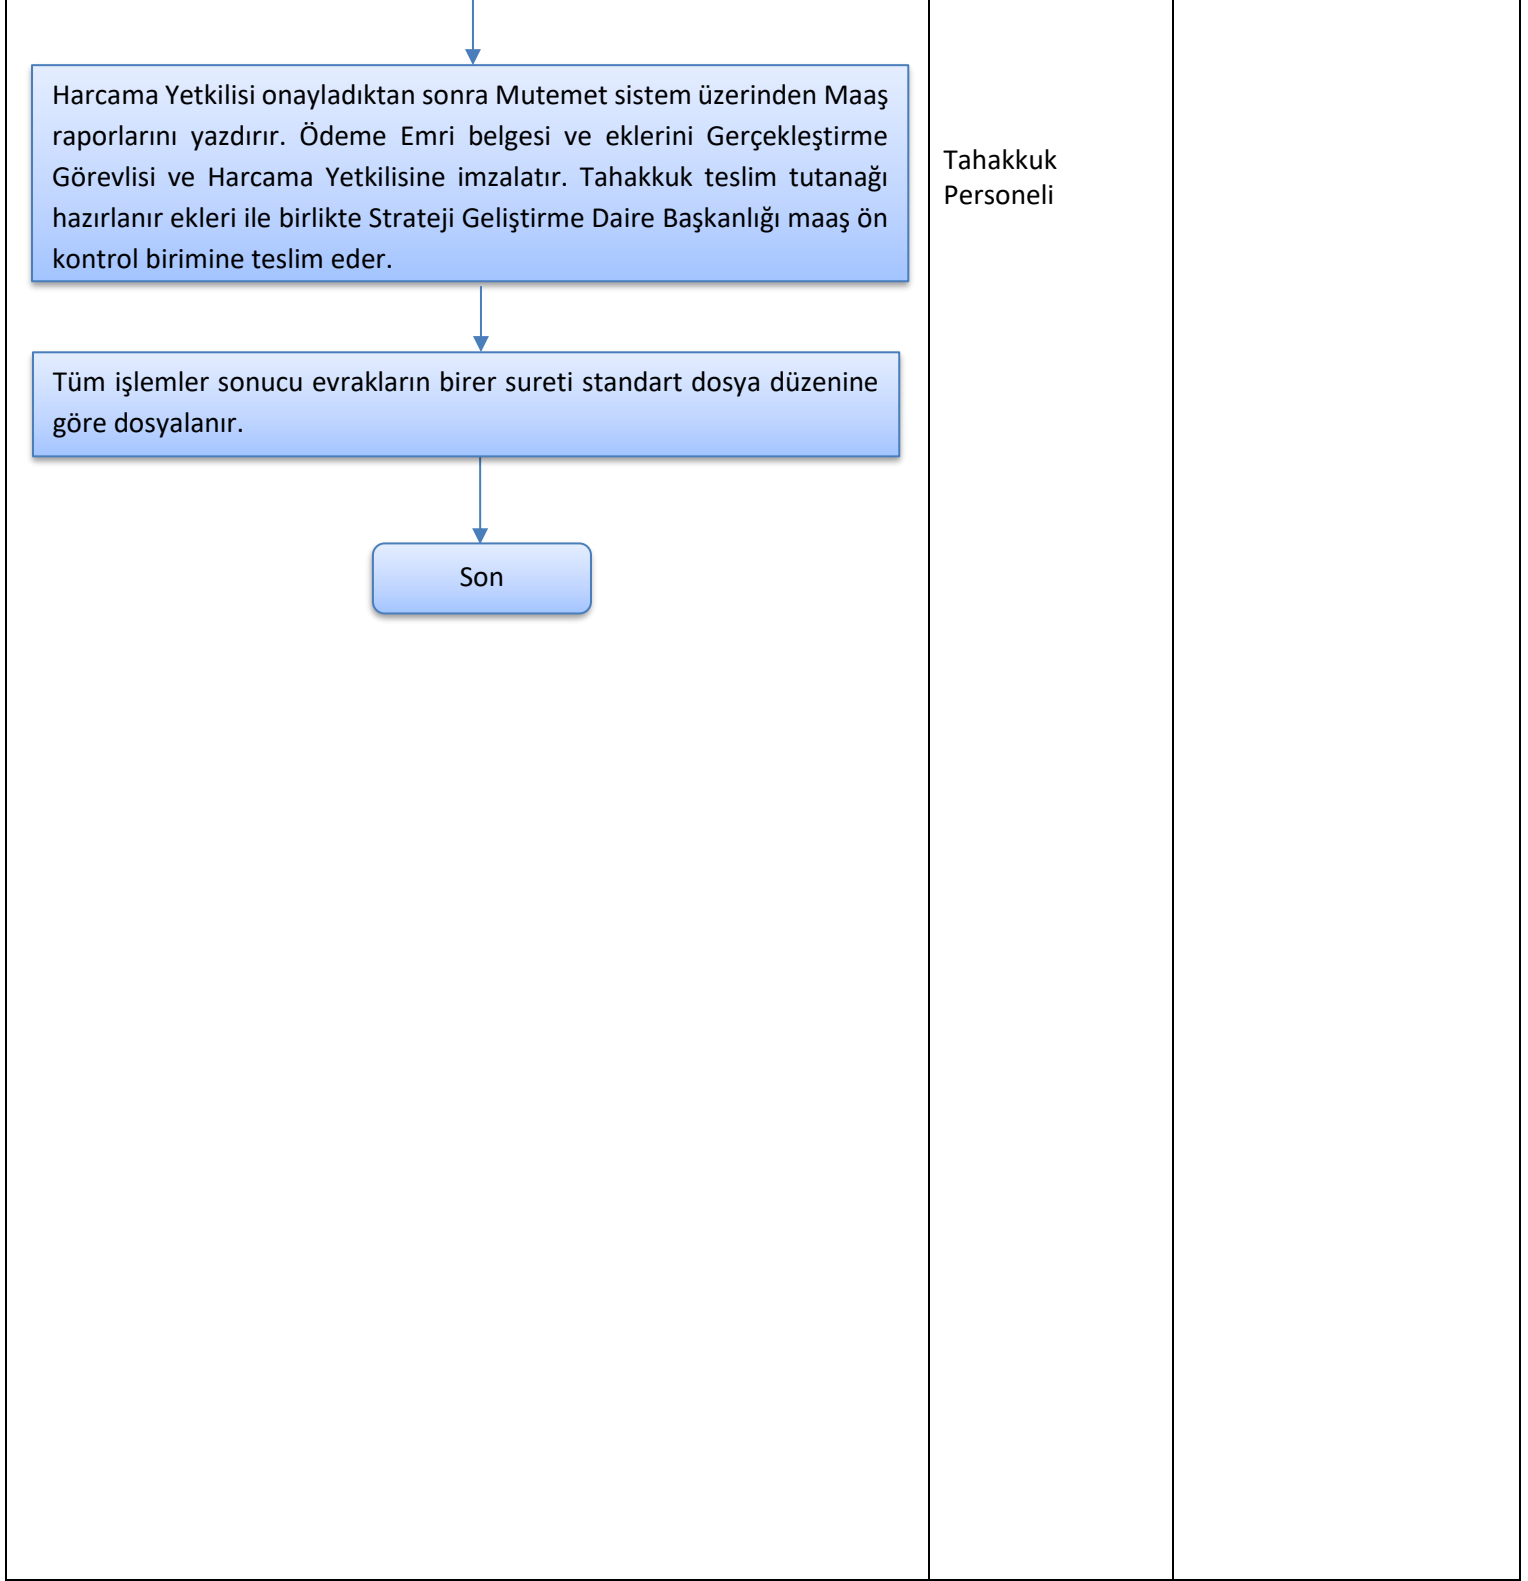 Harcama Yetkilisi onayladıktan sonra Mutemet sistem üzerinden Maaş
raporlarını yazdırır. Ödeme Emri belgesi ve eklerini Gerçekleştirme
Görevlisi ve Harcama Yetkilisine imzalatır. Tahakkuk teslim tutanağı
hazırlanır ekleri ile birlikte Strateji Geliştirme Daire Başkanlığı maaş ön
kontrol birimine teslim eder.
Tahakkuk
Personeli
Tüm işlemler sonucu evrakların birer sureti standart dosya düzenine
göre dosyalanır.
Son